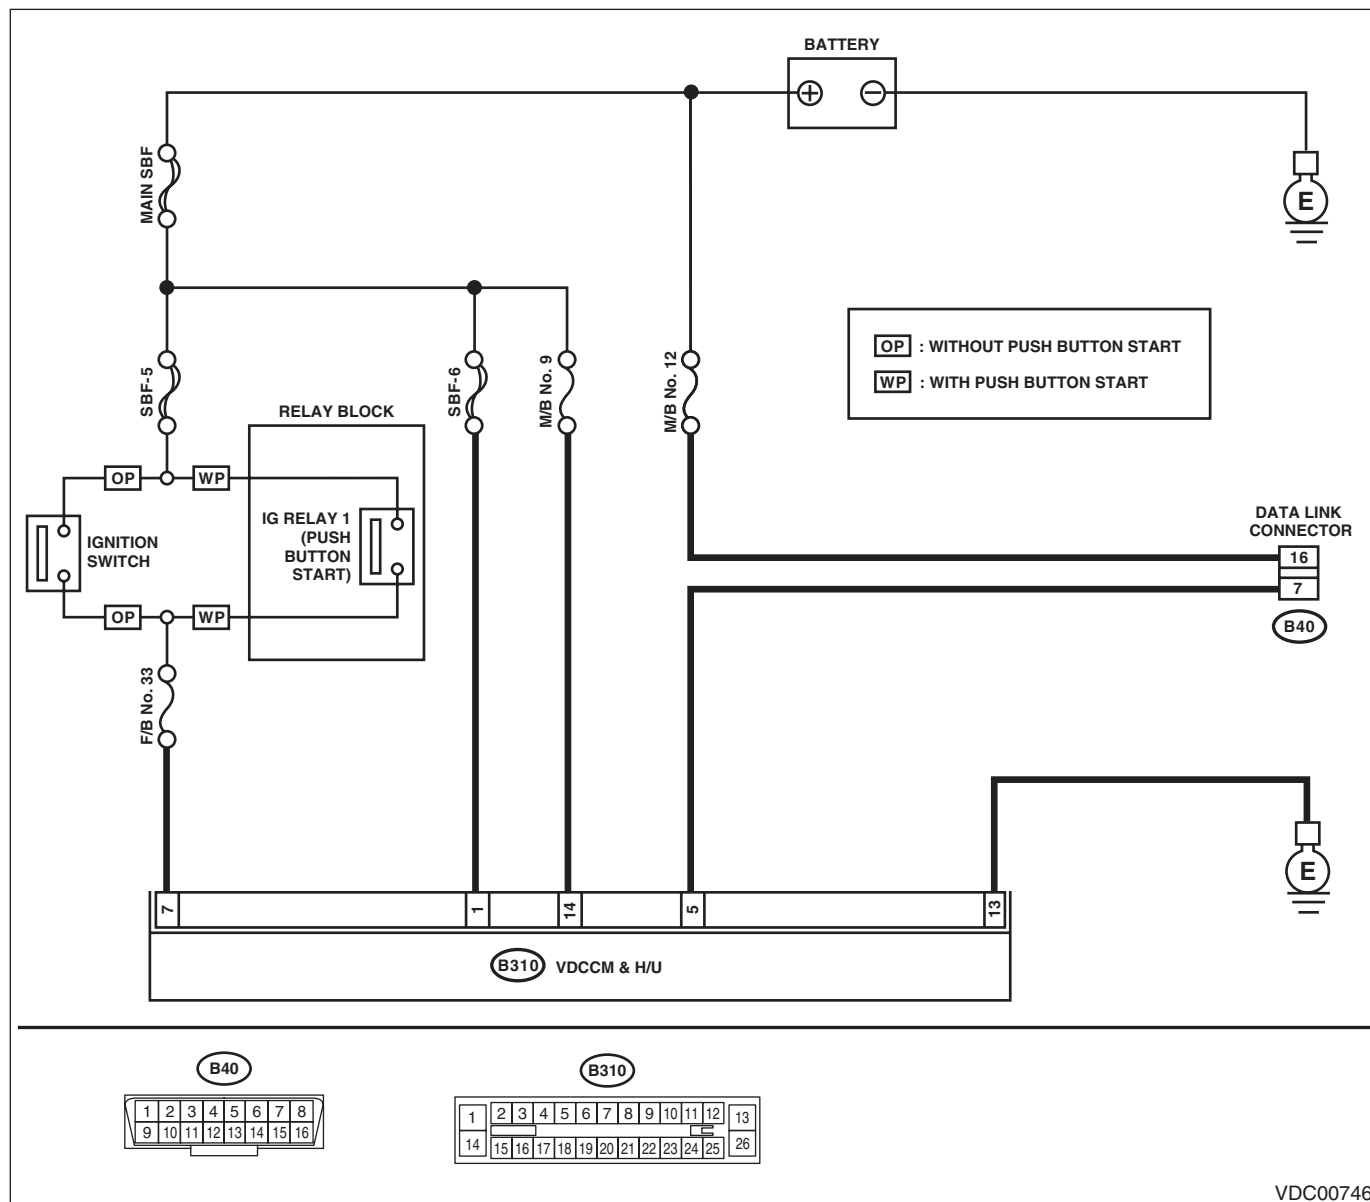 BATTERY
MAIN SBF
E
SBF-5
SBF-6
M/B No. 9
M/B No. 12
OP : WITHOUT PUSH BUTTON START
WP : WITH PUSH BUTTON START
RELAY BLOCK
OP
WP
IGNITION
SWITCH
IG RELAY 1
(PUSH
BUTTON
START)
DATA LINK
CONNECTOR
16
7
B40
OP
WP
F/B No. 33
E
7
1
14
5
13
B310 VDCCM & H/U
B40
1 2 3 4 5 6 7 8
9 10 11 12 13 14 15 16
B310
1 2 3 4 5 6 7 8 9 10 11 12 13
14 15 16 17 18 19 20 21 22 23 24 25 26
VDC00746